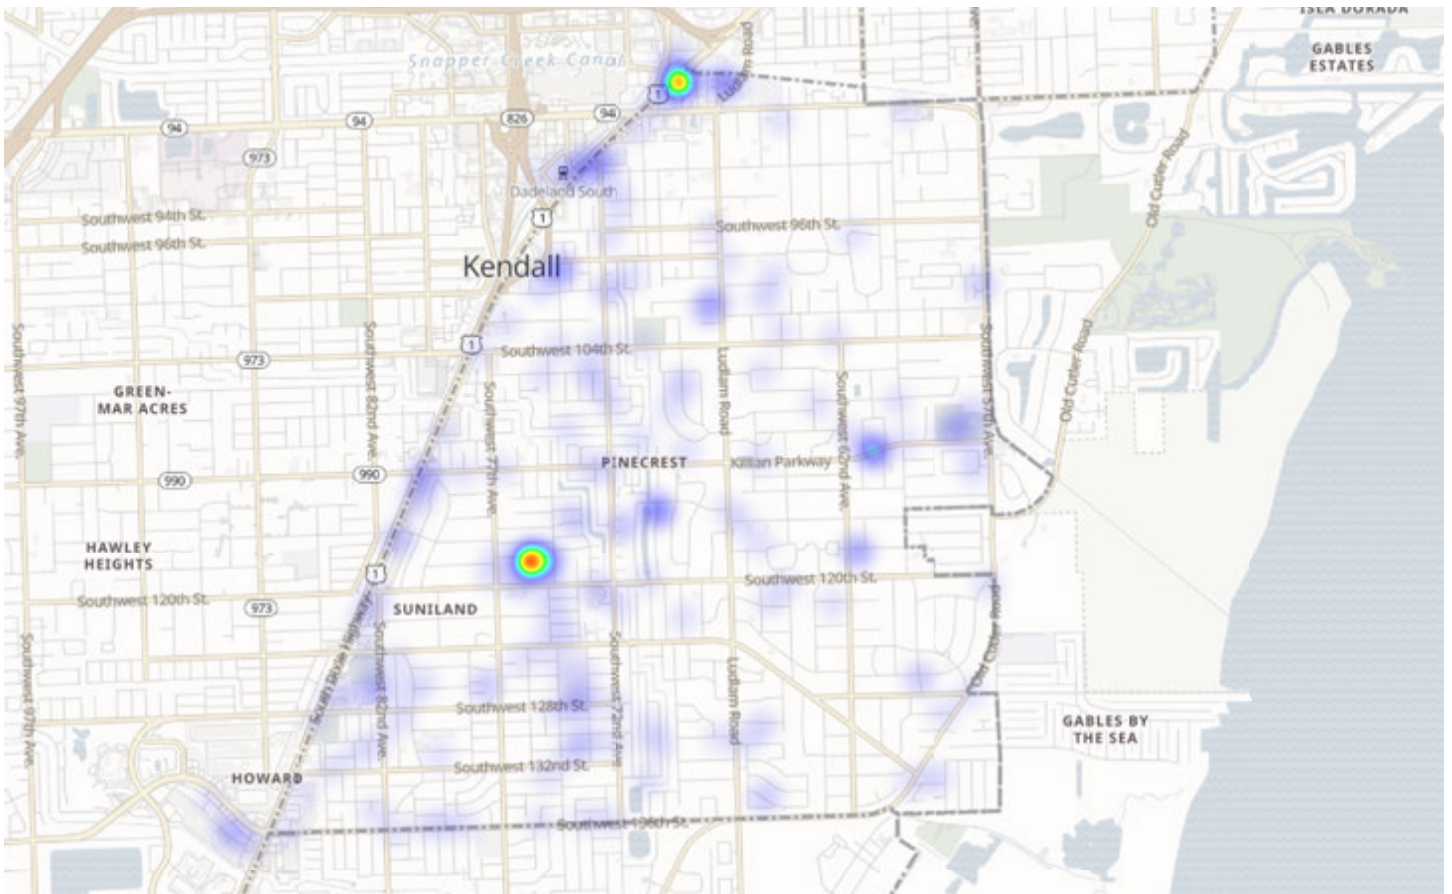 ISLA DORADA
GABLES
ESTATES
Snapper Creek Canal
Ludlam Road
1
94
94
826
94
973
Old Cutler Road
Dadeland South
Southwest 94th St.
Southwest 96th St.
1
Southwest 96th St.
Kendall
Southwest 97th Ave.
Southwest 82nd Ave.
973
1
Southwest 104th St.
Ludlam Road
Southwest 57th Ave.
Old Cutler Road
GREEN-
MAR ACRES
Southwest 77th Ave.
Southwest 62nd Ave.
PINECREST
Killian Parkway
990
990
HAWLEY
HEIGHTS
1
Southwest 120th St.
Southwest 120th St.
973
SUNILAND
South Dixie Highway
Southwest 82nd Ave.
Southwest 72nd Ave.
Ludlam Road
Old Cutler Road
Southwest 97th Ave.
Southwest 128th St.
GABLES BY
THE SEA
HOWARD
Southwest 132nd St.
Southwest 136th St.